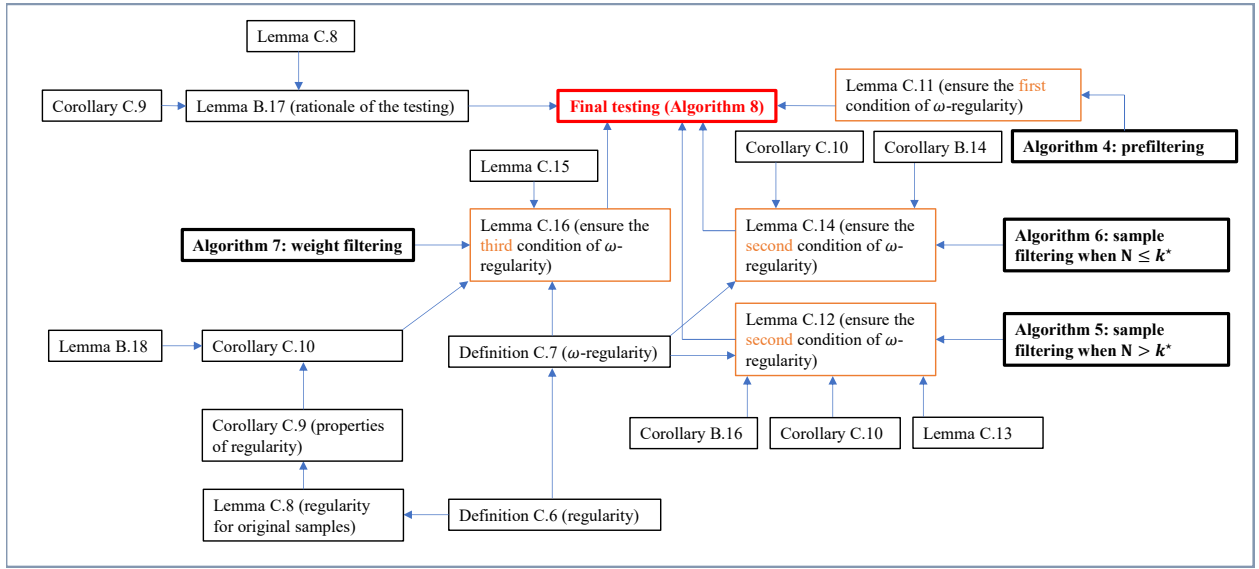 Lemma C.8
Corollary C.9
Lemma B.17 (rationale of the testing)
Final testing (Algorithm 8)
Lemma C.11 (ensure the first
condition of ω-regularity)
Algorithm 4: prefiltering
Corollary C.10
Corollary B.14
Lemma C.15
Algorithm 7: weight filtering
Lemma C.16 (ensure the
third condition of ω-
regularity)
Lemma C.14 (ensure the
second condition of ω-
regularity)
Algorithm 6: sample
filtering when N ≤ k⋆
Lemma B.18
Corollary C.10
Definition C.7 (ω-regularity)
Lemma C.12 (ensure the
second condition of ω-
regularity)
Algorithm 5: sample
filtering when N > k⋆
Corollary B.16
Corollary C.10
Lemma C.13
Corollary C.9 (properties
of regularity)
Lemma C.8 (regularity
for original samples)
Definition C.6 (regularity)